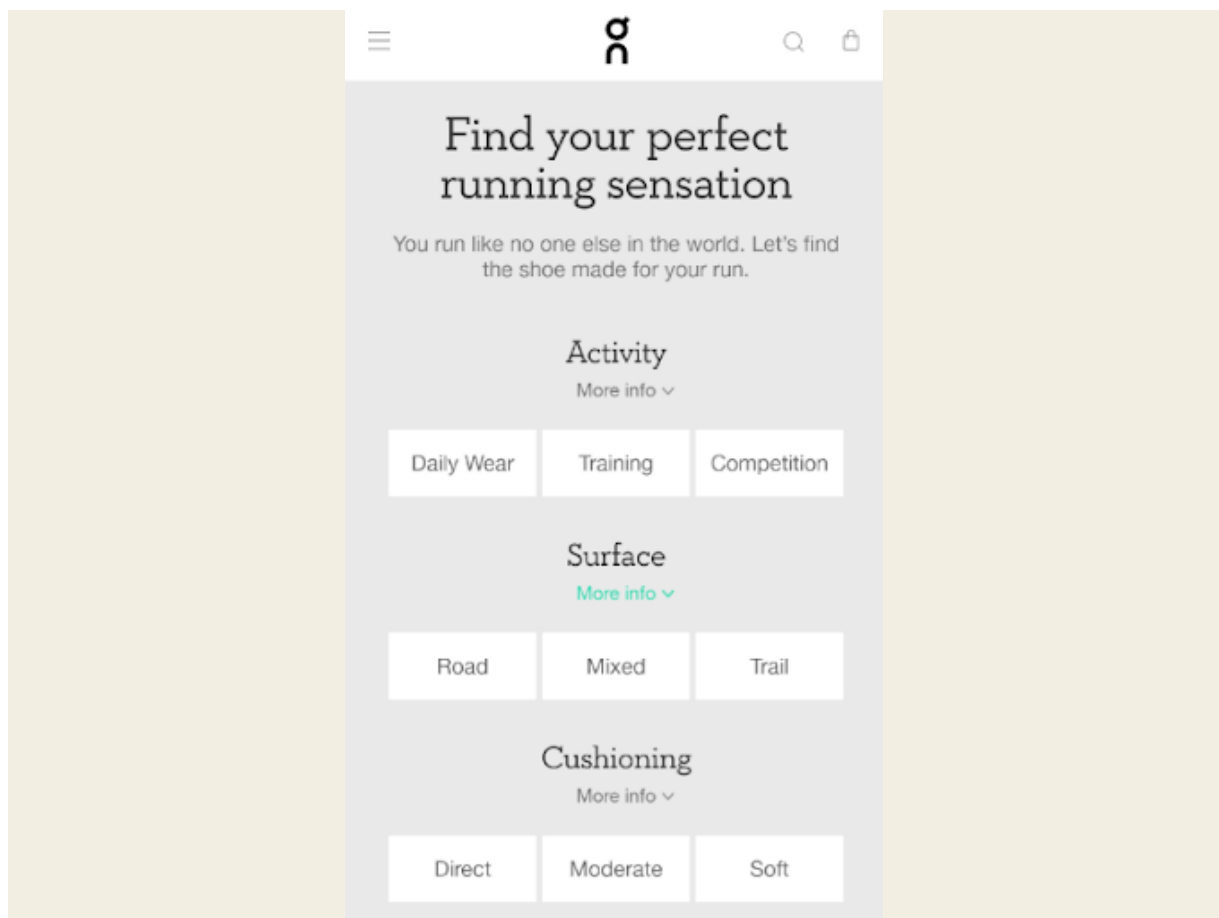 On
Find your perfect
running sensation
You run like no one else in the world. Let's find
the shoe made for your run.
Activity
More info
Daily Wear Training Competition
Surface
More info
Road Mixed Trail
Cushioning
More info
Direct Moderate Soft